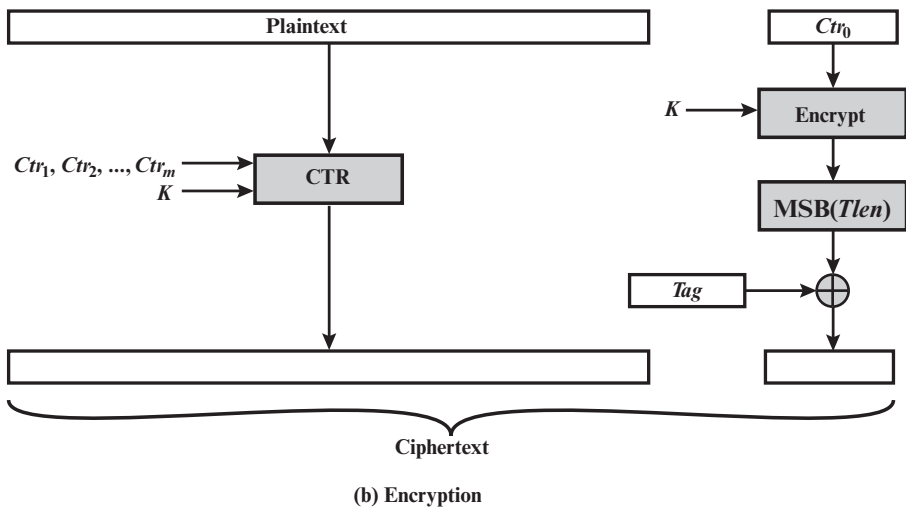 Plaintext
Ctr0
K
Encrypt
Ctr1, Ctr2, ..., Ctrm
K
CTR
MSB(Tlen)
Tag
Ciphertext
(b) Encryption